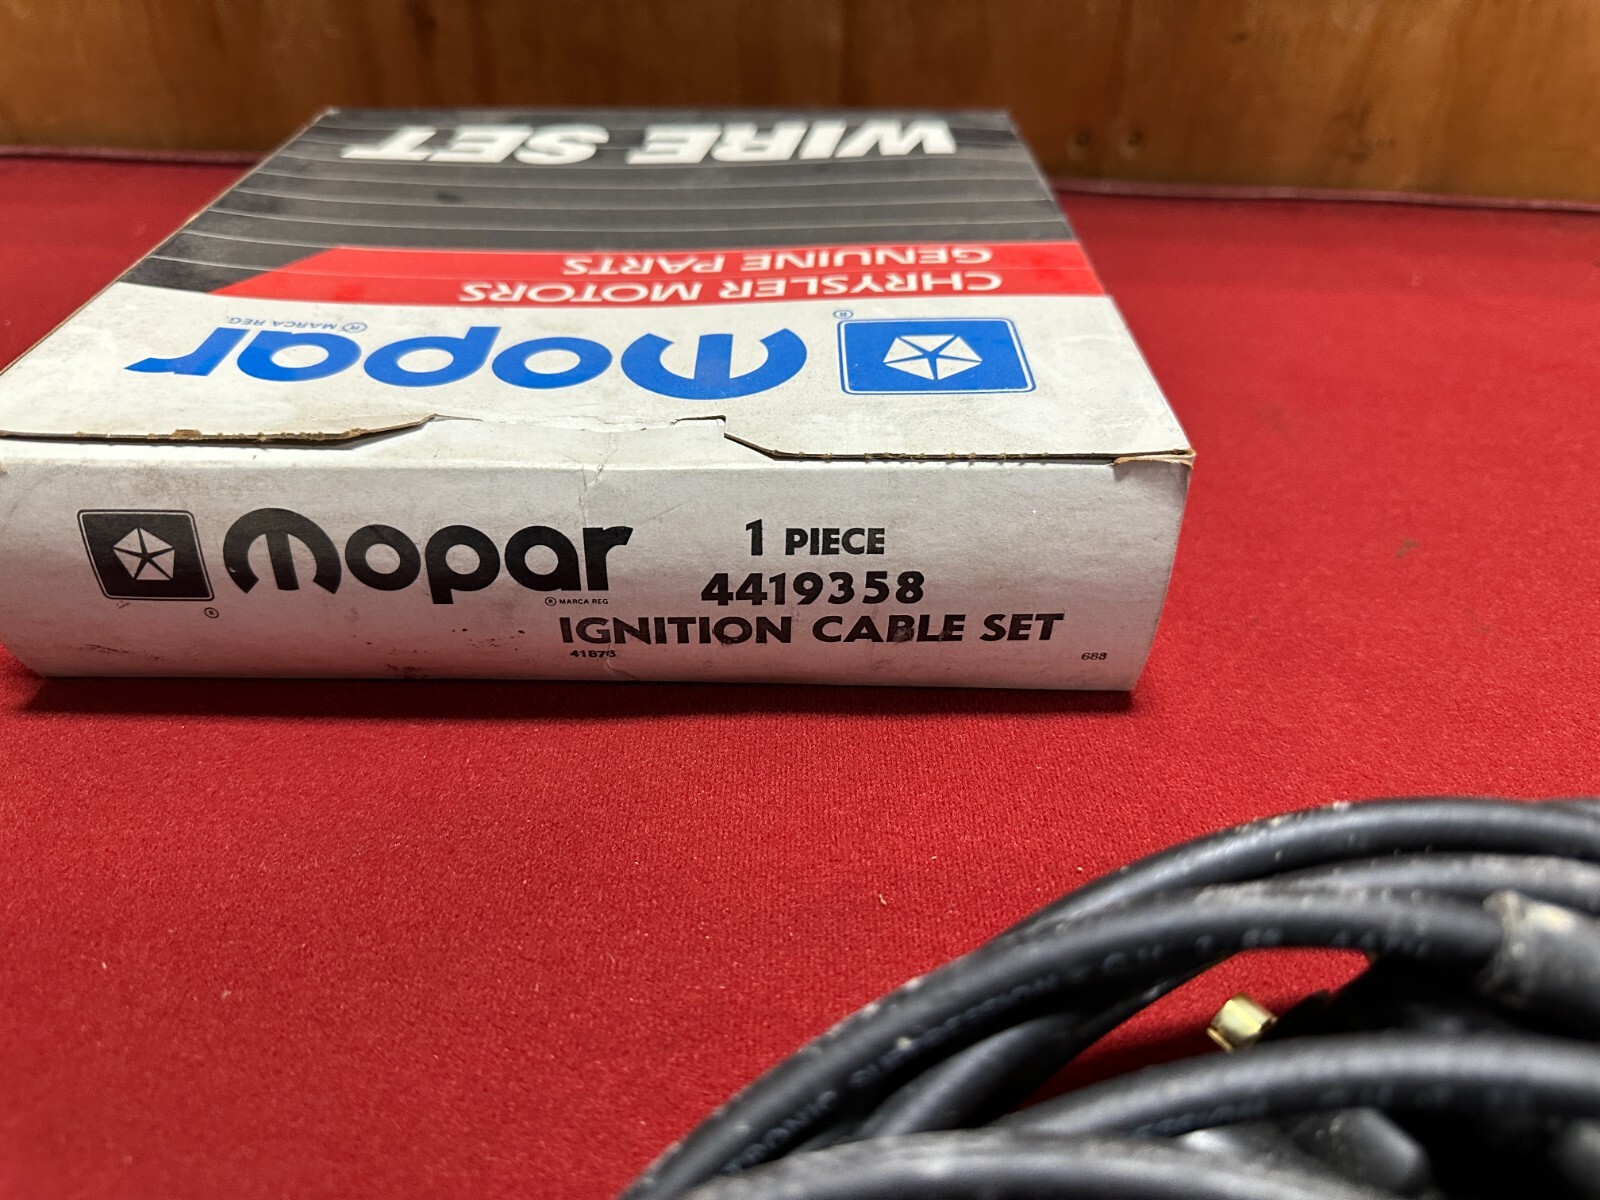 WIRE SET
GENUINE PARTS
CHRYSLER MOTORS
mopar
® MARCA REG.
®
mopar
® MARCA REG
®
1 PIECE
4419358
IGNITION CABLE SET
41876
688